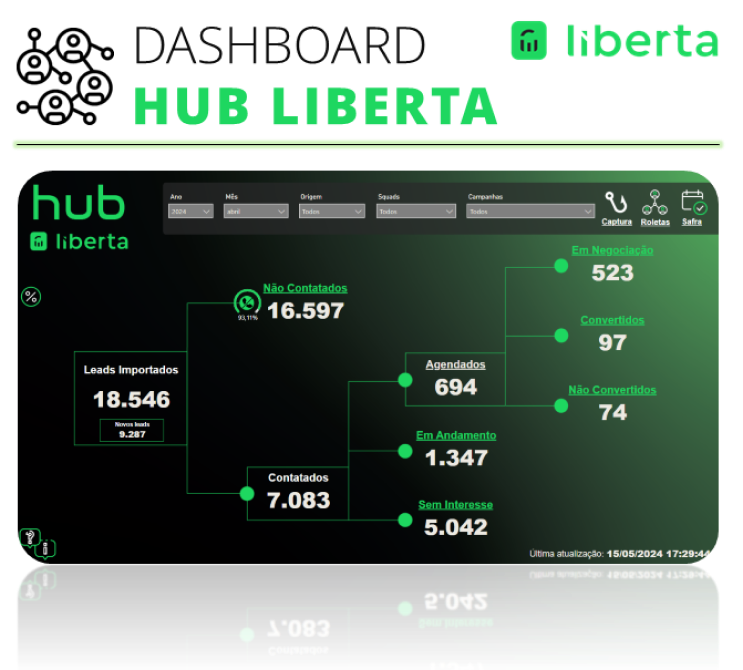 DASHBOARD
HUB LIBERTA
liberta
hub
liberta
Ano
Mês
Origem
Squads
Campanhas
2024
abril
Todos
Todos
Todos
Captura
Roletas
Safra
Em Negociação
523
%
Não Contatados
16.597
93,11%
Convertidos
97
Leads Importados
18.546
Novos leads
9.287
Agendados
694
Não Convertidos
74
Em Andamento
1.347
Contatados
7.083
Sem Interesse
5.042
Última atualização: 15/05/2024 17:29:44